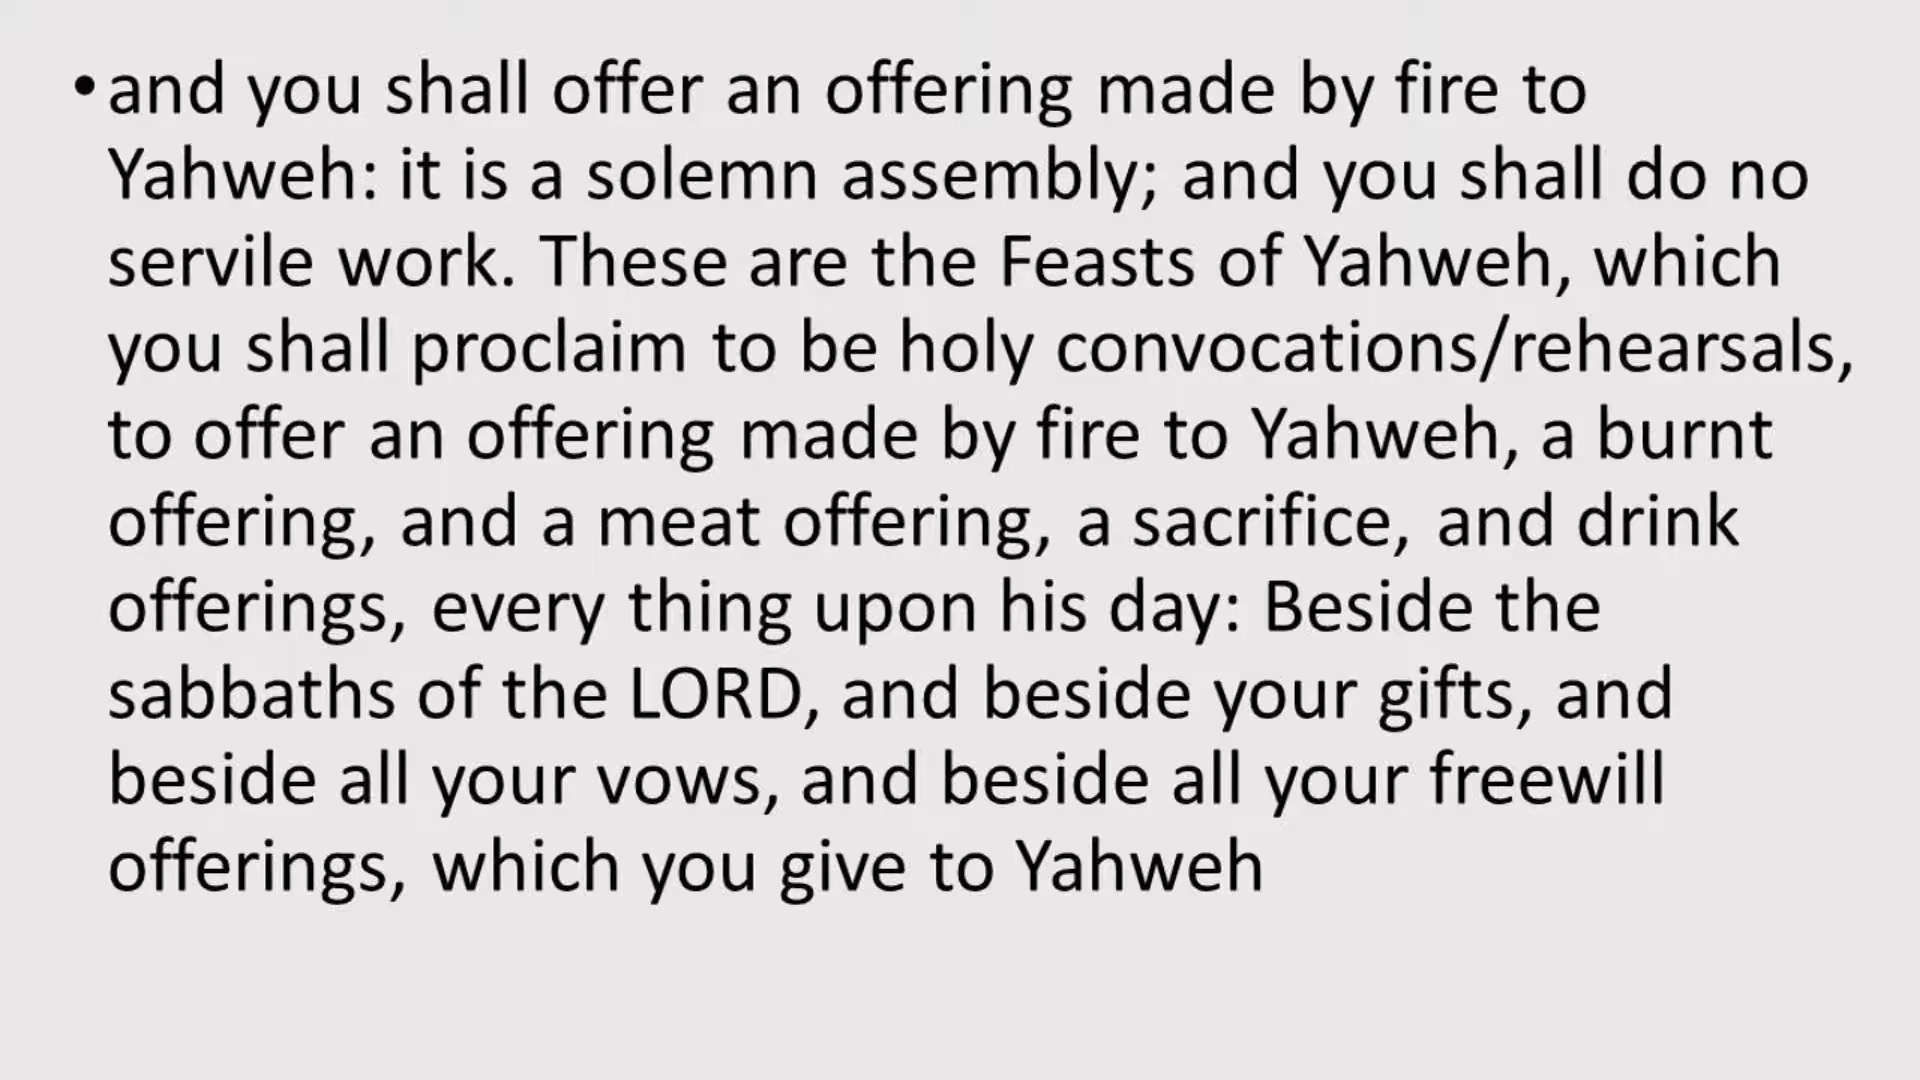 • and you shall offer an offering made by fire to
Yahweh: it is a solemn assembly; and you shall do no
servile work. These are the Feasts of Yahweh, which
you shall proclaim to be holy convocations/rehearsals,
to offer an offering made by fire to Yahweh, a burnt
offering, and a meat offering, a sacrifice, and drink
offerings, every thing upon his day: Beside the
sabbaths of the LORD, and beside your gifts, and
beside all your vows, and beside all your freewill
offerings, which you give to Yahweh